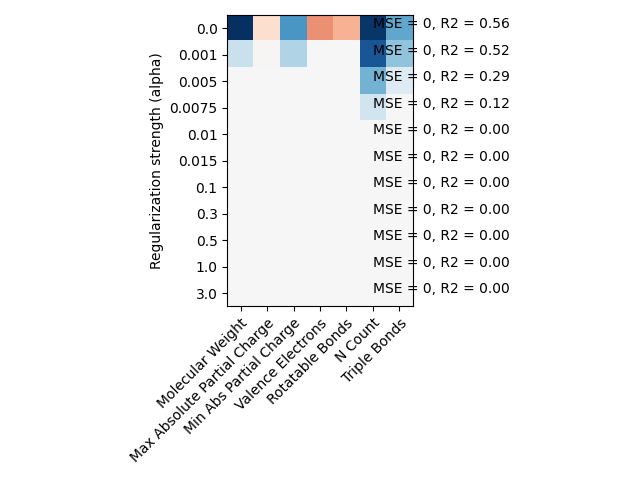 Regularization strength (alpha)
0.0 MSE = 0, R2 = 0.56
0.001 MSE = 0, R2 = 0.52
0.005 MSE = 0, R2 = 0.29
0.0075 MSE = 0, R2 = 0.12
0.01 MSE = 0, R2 = 0.00
0.015 MSE = 0, R2 = 0.00
0.1 MSE = 0, R2 = 0.00
0.3 MSE = 0, R2 = 0.00
0.5 MSE = 0, R2 = 0.00
1.0 MSE = 0, R2 = 0.00
3.0 MSE = 0, R2 = 0.00
Molecular Weight
Max Absolute Partial Charge
Min Abs Partial Charge
Valence Electrons
Rotatable Bonds
N Count
Triple Bonds